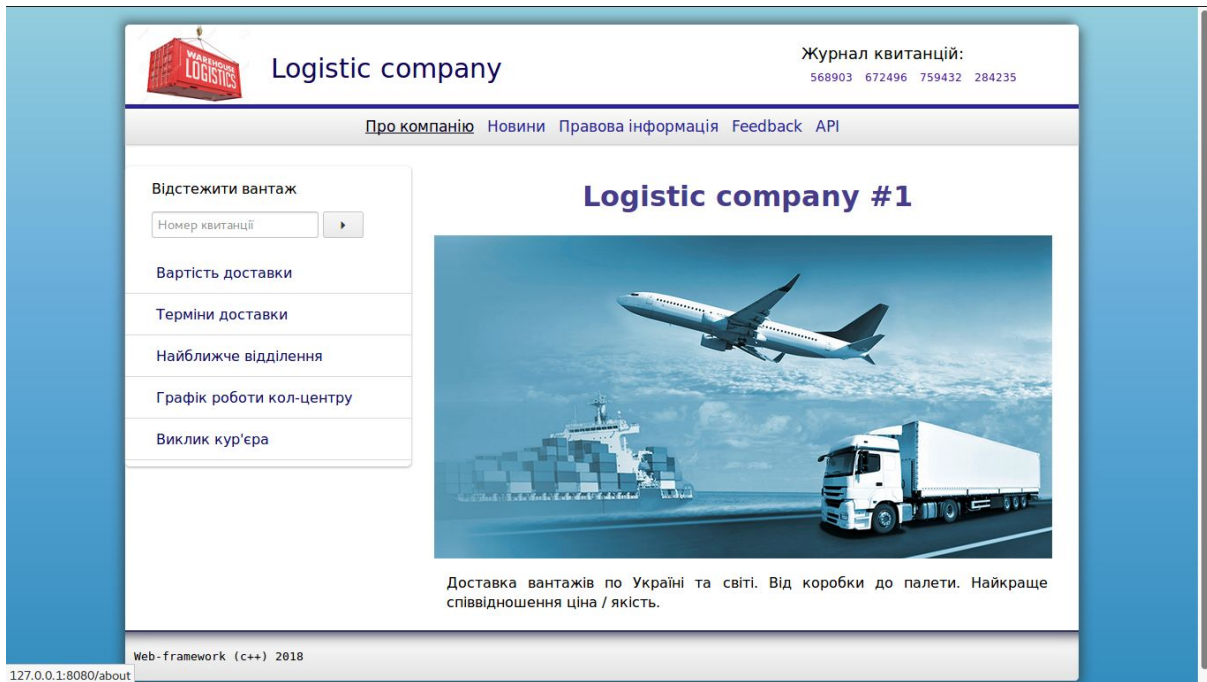 WAREHOUSE
LOGISTICS
Logistic company
Журнал квитанцій:
568903 672496 759432 284235
Про компанію Новини Правова інформація Feedback API
Відстежити вантаж
Номер квитанції
Вартість доставки
Терміни доставки
Найближче відділення
Графік роботи кол-центру
Виклик кур'єра
Logistic company #1
Доставка вантажів по Україні та світі. Від коробки до палети. Найкраще
співвідношення ціна / якість.
Web-framework (c++) 2018
127.0.0.1:8080/about